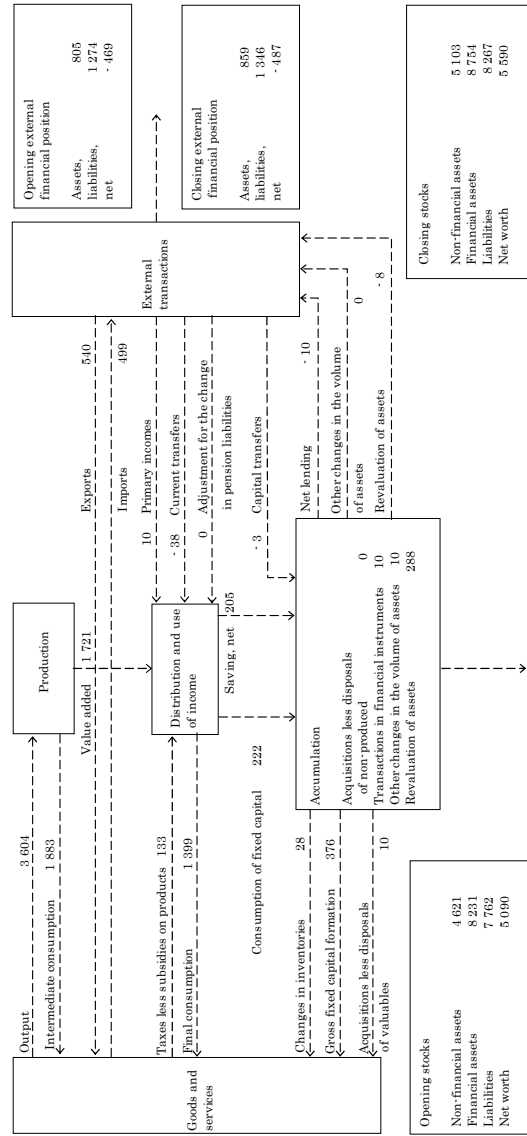 Goods and
services
Output
3 604
Intermediate consumption
1 883
Production
Value added
1 721
Exports
540
Imports
499
Taxes less subsidies on products
133
Final consumption
1 399
Distribution and use
of income
10
Primary incomes
- 38
Current transfers
0
Adjustment for the change
in pension liabilities
External
transactions
Opening external
financial position
Assets,
805
liabilities,
1 274
net
- 469
Closing external
financial position
Assets,
859
liabilities,
1 346
net
- 487
Consumption of fixed capital
222
Saving, net
205
- 3
Capital transfers
Changes in inventories
28
Gross fixed capital formation
376
Acquisitions less disposals
of valuables
10
Accumulation
Acquisitions less disposals
of non-produced
0
Transactions in financial instruments
10
Other changes in the volume of assets
10
Revaluation of assets
288
Net lending
- 10
Other changes in the volume
of assets
0
Revaluation of assets
- 8
Opening stocks
Non-financial assets
4 621
Financial assets
8 231
Liabilities
7 762
Net worth
5 090
Closing stocks
Non-financial assets
5 103
Financial assets
8 754
Liabilities
8 267
Net worth
5 590